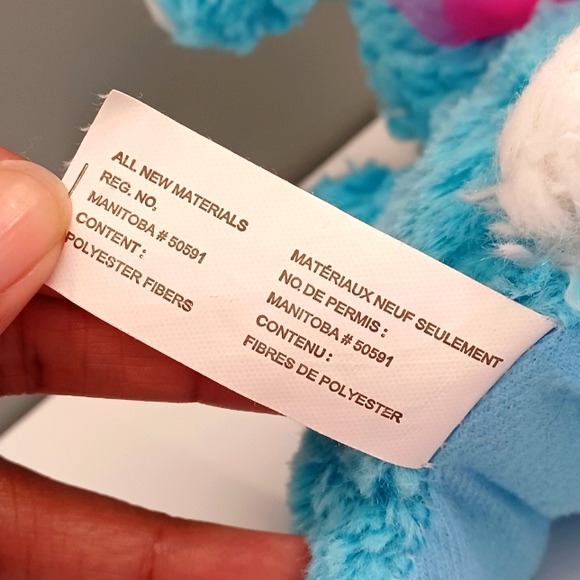 ALL NEW MATERIALS
REG. NO.
MANITOBA # 50591
CONTENT:
POLYESTER FIBERS
MATÉRIAUX NEUF SEULEMENT
NO. DE PERMIS :
MANITOBA # 50591
CONTENU :
FIBRES DE POLYESTER